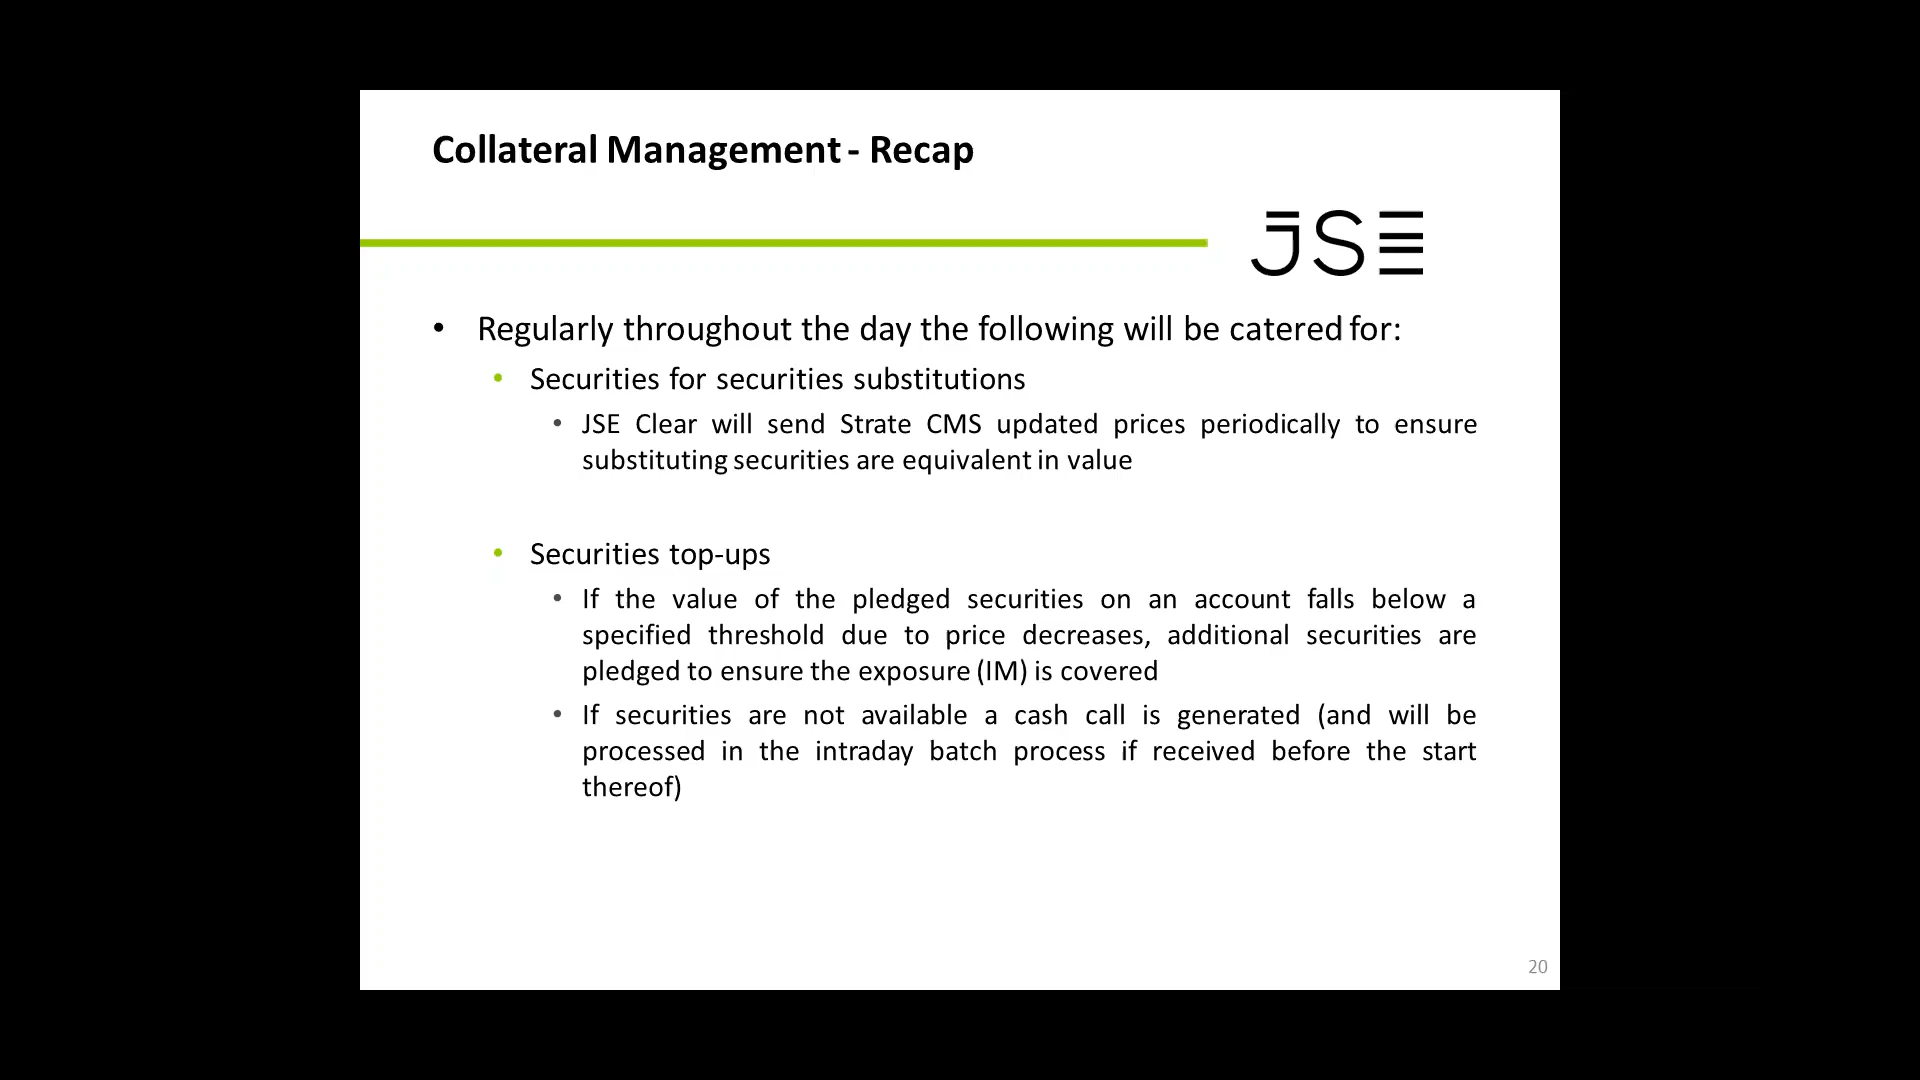 Collateral Management - Recap
JSE
• Regularly throughout the day the following will be catered for:
• Securities for securities substitutions
• JSE Clear will send Strate CMS updated prices periodically to ensure
substituting securities are equivalent in value
• Securities top-ups
• If the value of the pledged securities on an account falls below a
specified threshold due to price decreases, additional securities are
pledged to ensure the exposure (IM) is covered
• If securities are not available a cash call is generated (and will be
processed in the intraday batch process if received before the start
thereof)
20